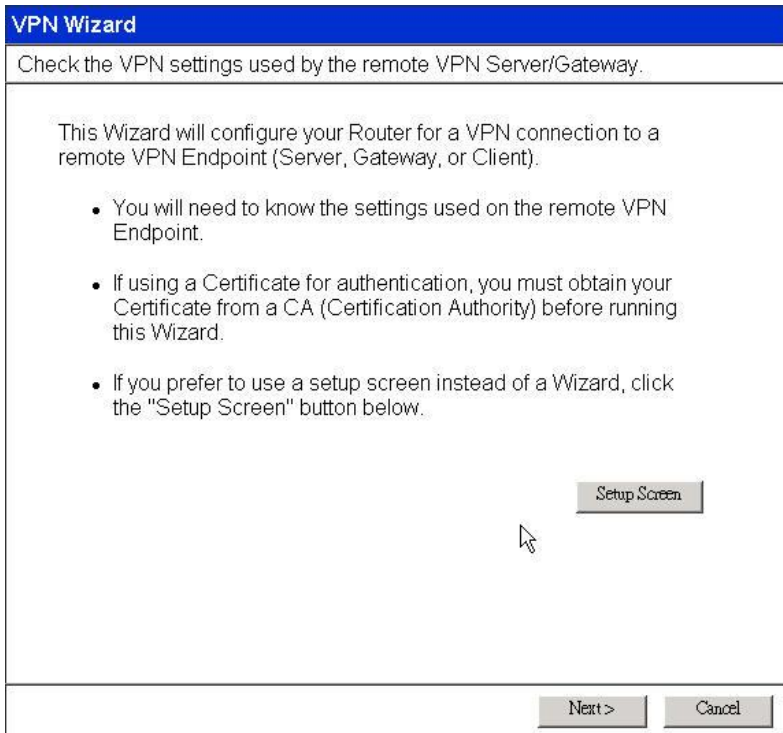 VPN Wizard
Check the VPN settings used by the remote VPN Server/Gateway.
This Wizard will configure your Router for a VPN connection to a
remote VPN Endpoint (Server, Gateway, or Client).
• You will need to know the settings used on the remote VPN
Endpoint.
• If using a Certificate for authentication, you must obtain your
Certificate from a CA (Certification Authority) before running
this Wizard.
• If you prefer to use a setup screen instead of a Wizard, click
the "Setup Screen" button below.
Setup Screen
Next >
Cancel